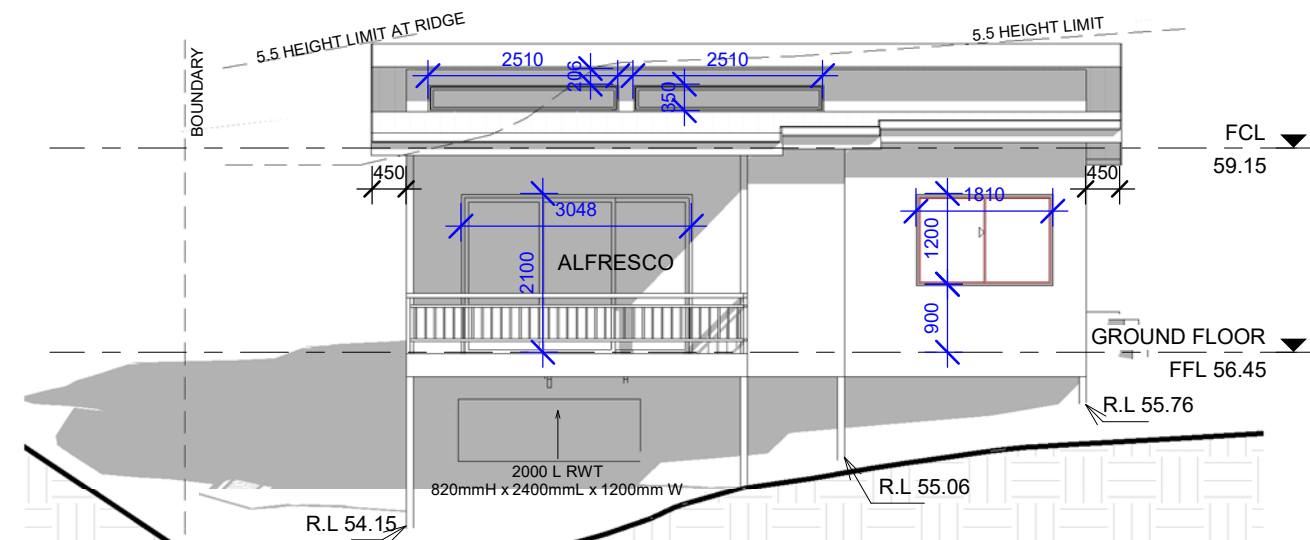 5.5 HEIGHT LIMIT AT RIDGE
5.5 HEIGHT LIMIT
BOUNDARY
2510
206
2510
350
FCL
59.15
450
450
3048
2100
ALFRESCO
1810
1200
900
GROUND FLOOR
FFL 56.45
R.L 55.76
2000 L RWT
820mmH x 2400mmL x 1200mm W
R.L 55.06
R.L 54.15